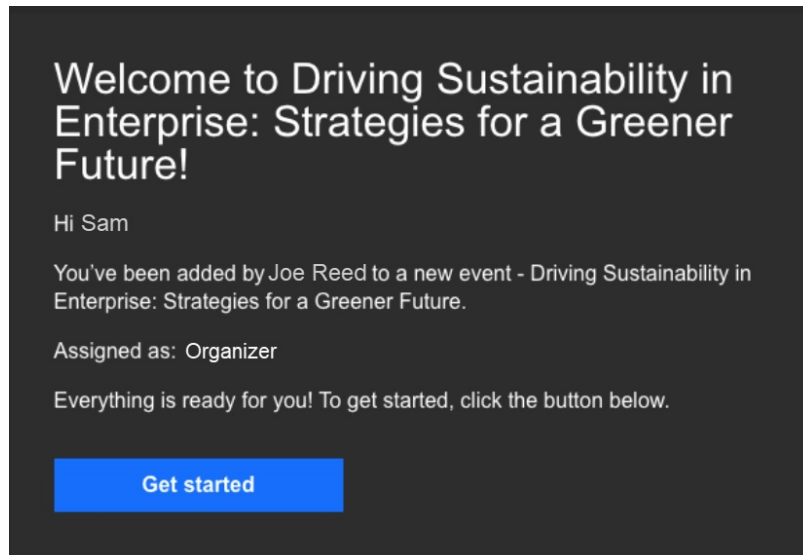 Welcome to Driving Sustainability in
Enterprise: Strategies for a Greener
Future!
Hi Sam
You’ve been added by Joe Reed to a new event - Driving Sustainability in
Enterprise: Strategies for a Greener Future.
Assigned as: Organizer
Everything is ready for you! To get started, click the button below.
Get started